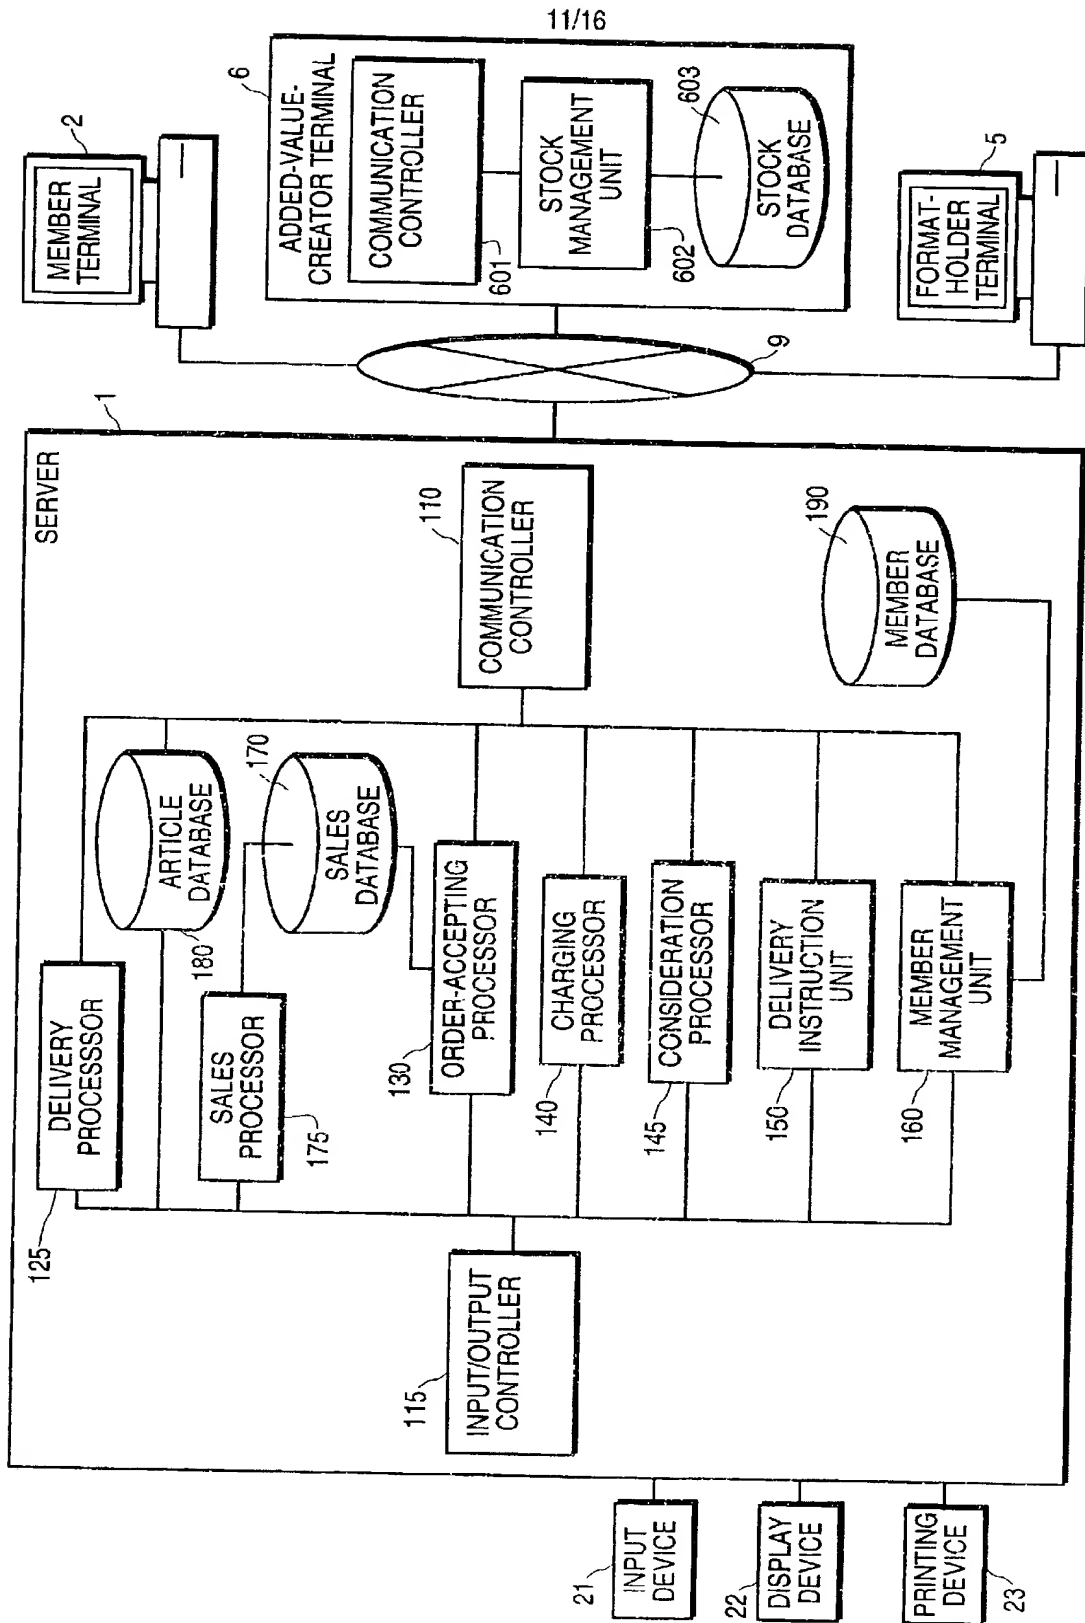 11/16
SERVER
1
125
DELIVERY
PROCESSSOR
ARTICLE
DATABASE
180
SALES
PROCESSOR
175
170
SALES
DATABASE
115
INPUT/OUTPUT
CONTROLLER
130
ORDER-ACCEPTING
PROCESSOR
110
COMMUNICATION
CONTROLLER
140
CHARGING
PROCESSOR
145
CONSIDERATION
PROCESSOR
150
DELIVERY
INSTRUCTION
UNIT
160
MEMBER
MANAGEMENT
UNIT
190
MEMBER
DATABASE
21
INPUT
DEVICE
22
DISPLAY
DEVICE
PRINTING
DEVICE
23
9
2
MEMBER
TERMINAL
6
ADDED-VALUE-
CREATOR TERMINAL
COMMUNICATION
CONTROLLER
601
STOCK
MANAGEMENT
UNIT
602
603
STOCK
DATABASE
5
FORMAT-
HOLDER
TERMINAL